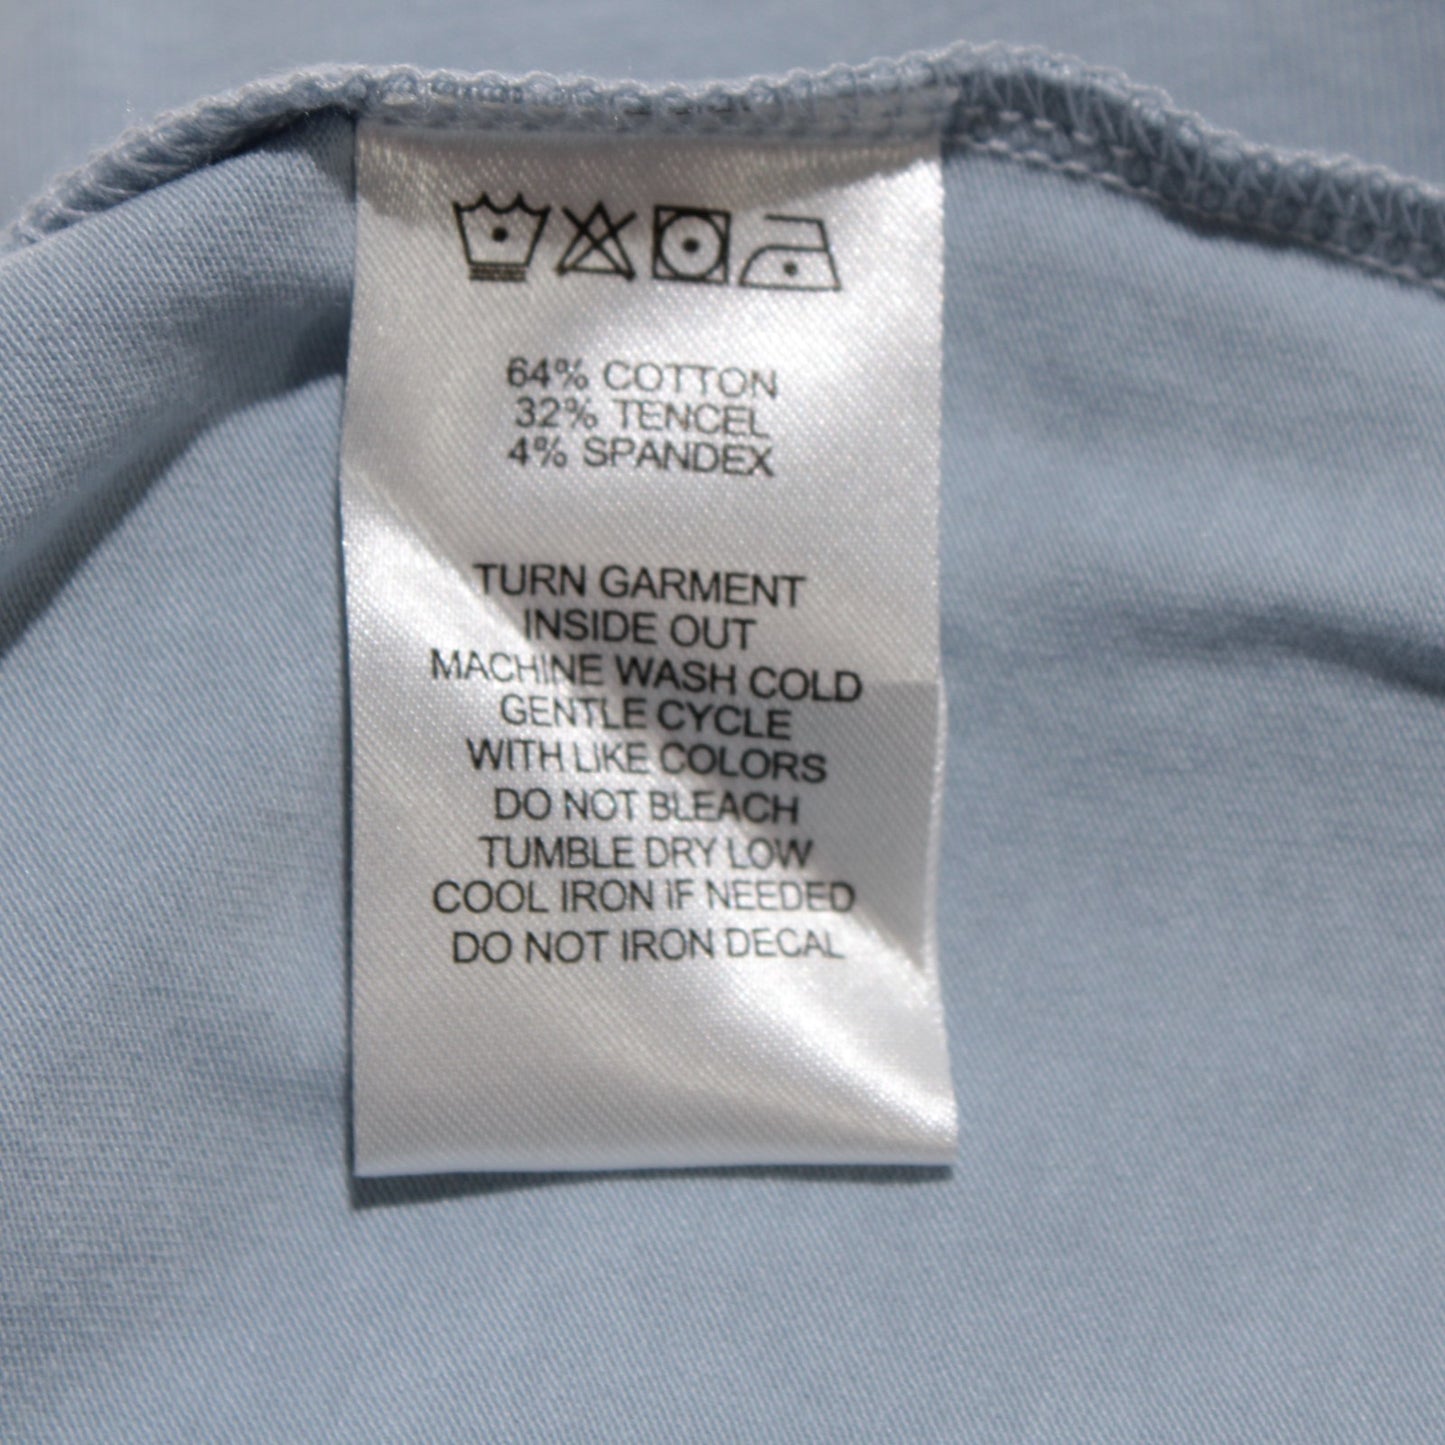 64% COTTON
32% TENCEL
4% SPANDEX
TURN GARMENT
INSIDE OUT
MACHINE WASH COLD
GENTLE CYCLE
WITH LIKE COLORS
DO NOT BLEACH
TUMBLE DRY LOW
COOL IRON IF NEEDED
DO NOT IRON DECAL